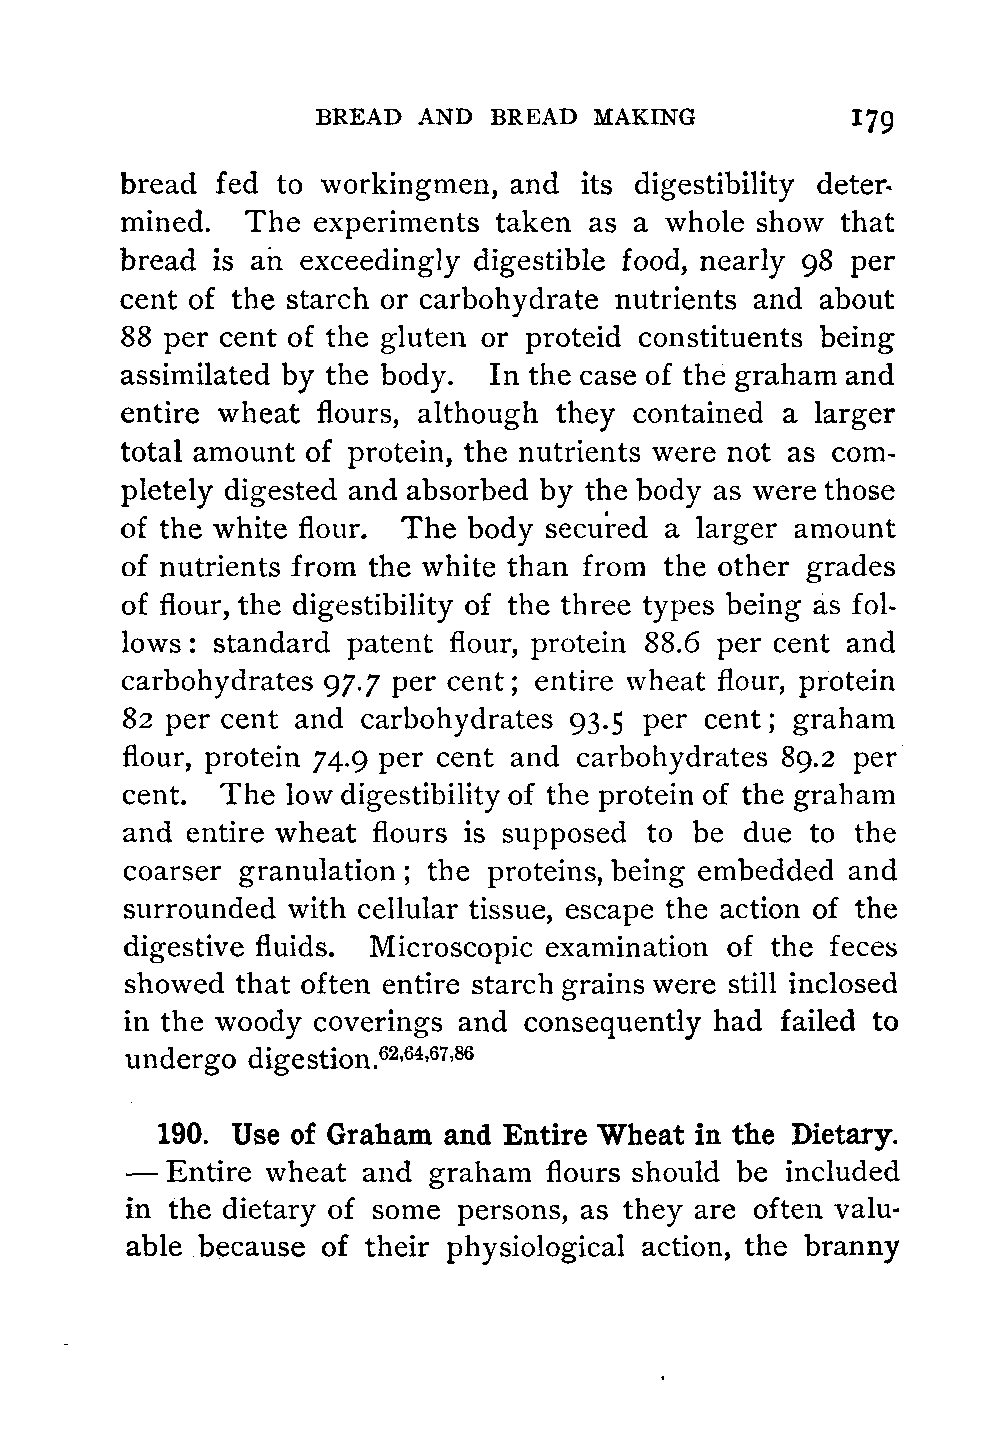 BREAD AND BREAD MAKING 179
bread fed to workingmen, and its digestibility deter-
mined. The experiments taken as a whole show that
bread is an exceedingly digestible food, nearly 98 per
cent of the starch or carbohydrate nutrients and about
88 per cent of the gluten or proteid constituents being
assimilated by the body. In the case of the graham and
entire wheat flours, although they contained a larger
total amount of protein, the nutrients were not as com-
pletely digested and absorbed by the body as were those
of the white flour. The body secured a larger amount
of nutrients from the white than from the other grades
of flour, the digestibility of the three types being as fol-
lows: standard patent flour, protein 88.6 per cent and
carbohydrates 97.7 per cent; entire wheat flour, protein
82 per cent and carbohydrates 93.5 per cent; graham
flour, protein 74.9 per cent and carbohydrates 89.2 per
cent. The low digestibility of the protein of the graham
and entire wheat flours is supposed to be due to the
coarser granulation; the proteins, being embedded and
surrounded with cellular tissue, escape the action of the
digestive fluids. Microscopic examination of the feces
showed that often entire starch grains were still inclosed
in the woody coverings and consequently had failed to
undergo digestion.62,64,67,86
190. Use of Graham and Entire Wheat in the Dietary.
— Entire wheat and graham flours should be included
in the dietary of some persons, as they are often valu-
able because of their physiological action, the branny